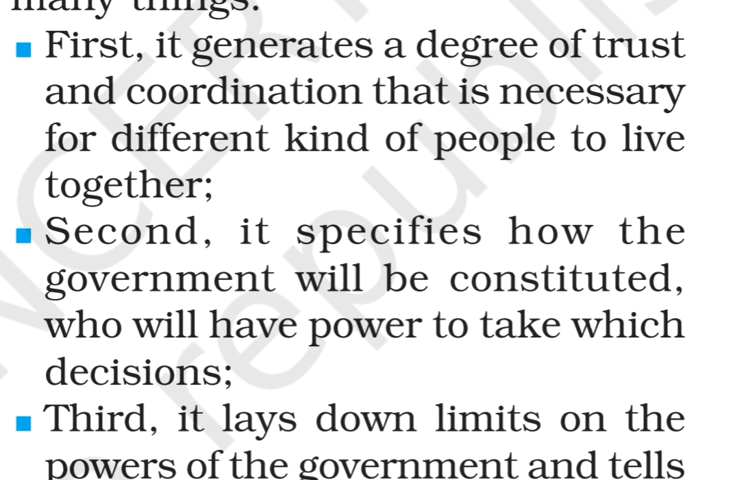 many things.
First, it generates a degree of trust
and coordination that is necessary
for different kind of people to live
together;
Second, it specifies how the
government will be constituted,
who will have power to take which
decisions;
Third, it lays down limits on the
powers of the government and tells